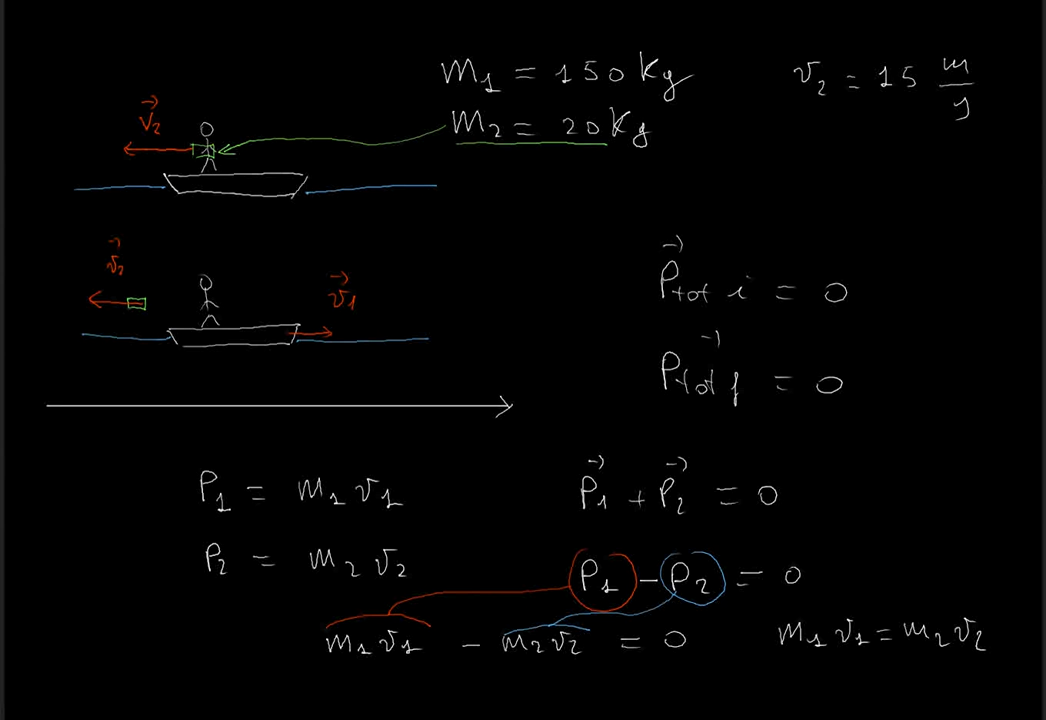 m₁ = 150 kg
v₂ = 15 m/s
m₂ = 20 kg
v⃗₂
v⃗₂
v⃗₁
P⃗tot i = 0
P⃗tot f = 0
P₁ = m₁ v₁
P⃗₁ + P⃗₂ = 0
P₂ = m₂ v₂
P₁ − P₂ = 0
m₁ v₁ − m₂ v₂ = 0
m₁ v₁ = m₂ v₂